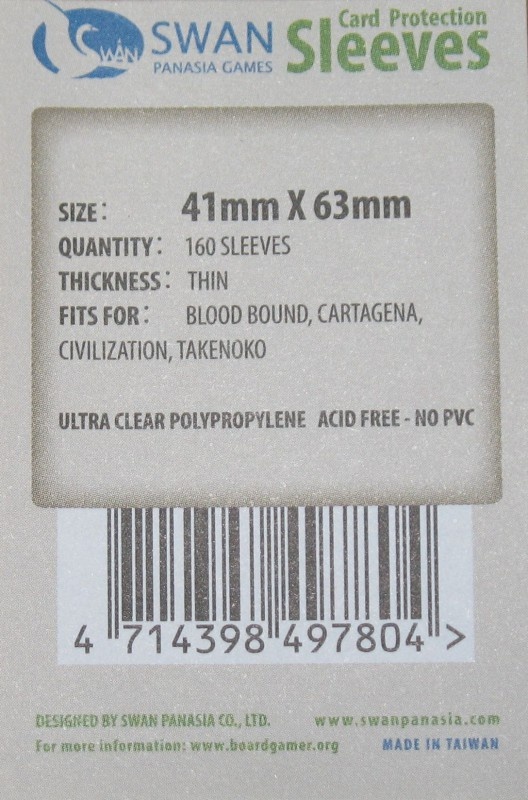 Card Protection
SWAN SWAN Sleeves
PANASIA GAMES
SIZE: 41mm X 63mm
QUANTITY: 160 SLEEVES
THICKNESS: THIN
FITS FOR: BLOOD BOUND, CARTAGENA,
CIVILIZATION, TAKENOKO
ULTRA CLEAR POLYPROPYLENE ACID FREE - NO PVC
4 714398 497804 >
DESIGNED BY SWAN PANASIA CO., LTD. www.swanpanasia.com
For more information: www.boardgamer.org MADE IN TAIWAN